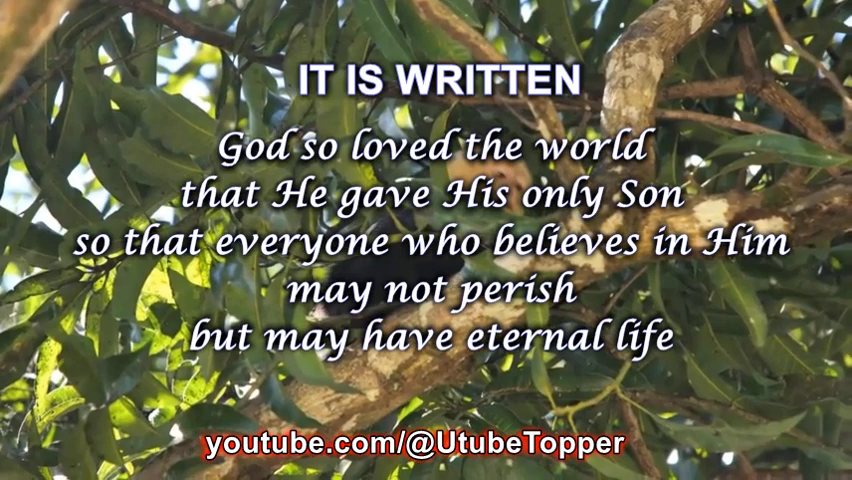 IT IS WRITTEN
God so loved the world
that He gave His only Son
so that everyone who believes in Him
may not perish
but may have eternal life
youtube.com/@UtubeTopper